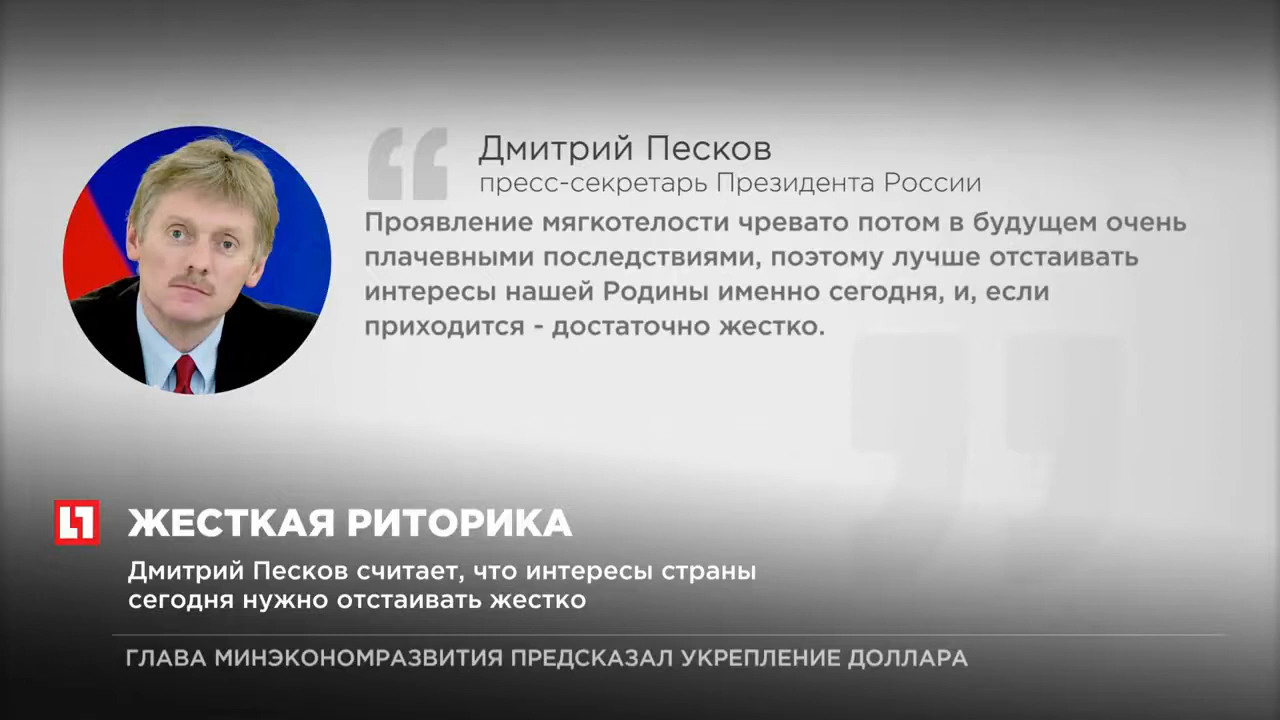 Дмитрий Песков
пресс-секретарь Президента России
Проявление мягкотелости чревато потом в будущем очень
плачевными последствиями, поэтому лучше отстаивать
интересы нашей Родины именно сегодня, и, если
приходится - достаточно жестко.
ЖЕСТКАЯ РИТОРИКА
Дмитрий Песков считает, что интересы страны
сегодня нужно отстаивать жестко
ГЛАВА МИНЭКОНОМРАЗВИТИЯ ПРЕДСКАЗАЛ УКРЕПЛЕНИЕ ДОЛЛАРА